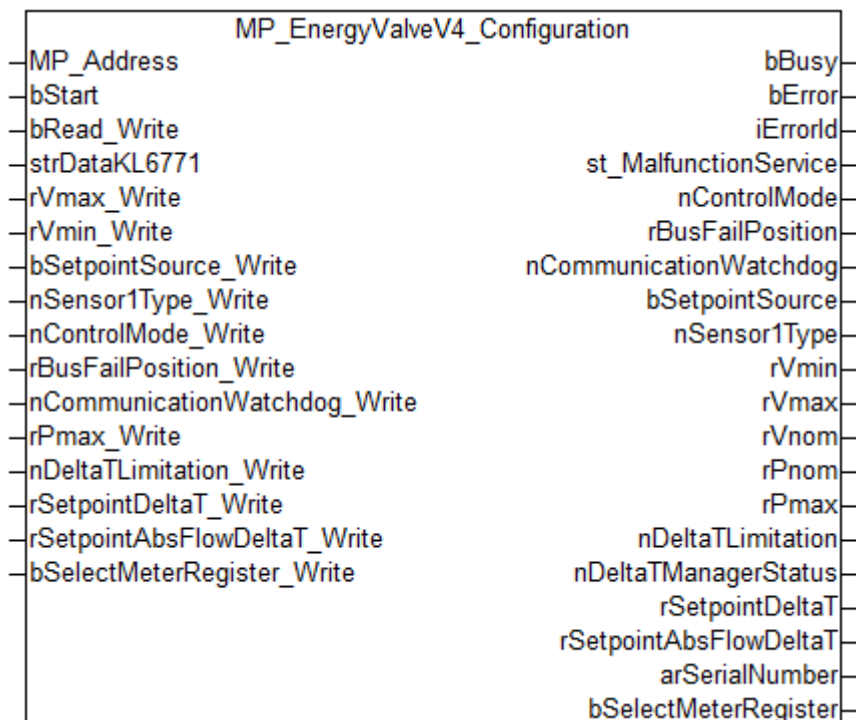 MP_EnergyValveV4_Configuration
MP_Address bBusy
bStart bError
bRead_Write iErrorId
strDataKL6771 st_MalfunctionService
rVmax_Write nControlMode
rVmin_Write rBusFailPosition
bSetpointSource_Write nCommunicationWatchdog
nSensor1Type_Write bSetpointSource
nControlMode_Write nSensor1Type
rBusFailPosition_Write rVmin
nCommunicationWatchdog_Write rVmax
rPmax_Write rVnom
nDeltaTLimitation_Write rPnom
rSetpointDeltaT_Write rPmax
rSetpointAbsFlowDeltaT_Write nDeltaTLimitation
bSelectMeterRegister_Write nDeltaTManagerStatus
rSetpointDeltaT
rSetpointAbsFlowDeltaT
arSerialNumber
bSelectMeterRegister